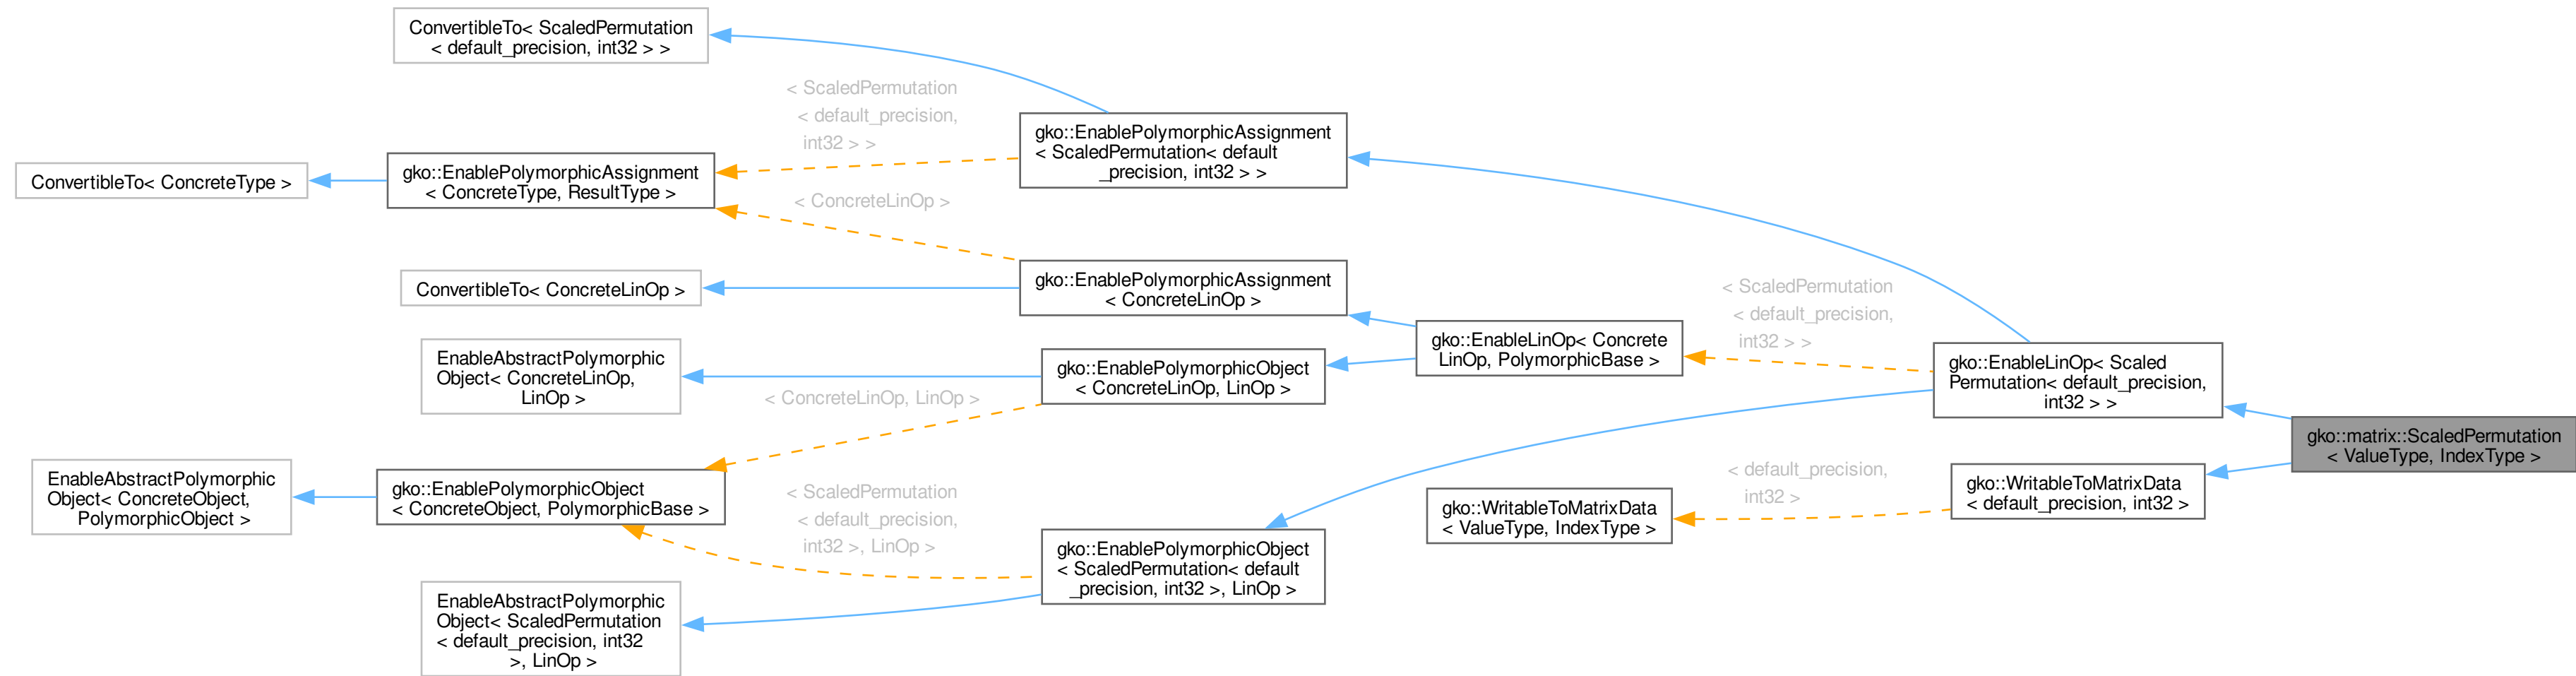 ConvertibleTo< ScaledPermutation
< default_precision, int32 > >
ConvertibleTo< ConcreteType >
gko::EnablePolymorphicAssignment
< ConcreteType, ResultType >
< ScaledPermutation
< default_precision,
int32 > >
< ConcreteLinOp >
gko::EnablePolymorphicAssignment
< ScaledPermutation< default
_precision, int32 > >
ConvertibleTo< ConcreteLinOp >
gko::EnablePolymorphicAssignment
< ConcreteLinOp >
EnableAbstractPolymorphic
Object< ConcreteLinOp,
LinOp >
gko::EnablePolymorphicObject
< ConcreteLinOp, LinOp >
< ConcreteLinOp, LinOp >
gko::EnableLinOp< Concrete
LinOp, PolymorphicBase >
< ScaledPermutation
< default_precision,
int32 > >
gko::EnableLinOp< Scaled
Permutation< default_precision,
int32 > >
gko::matrix::ScaledPermutation
< ValueType, IndexType >
EnableAbstractPolymorphic
Object< ConcreteObject,
PolymorphicObject >
gko::EnablePolymorphicObject
< ConcreteObject, PolymorphicBase >
< ScaledPermutation
< default_precision,
int32 >, LinOp >
gko::EnablePolymorphicObject
< ScaledPermutation< default
_precision, int32 >, LinOp >
gko::WritableToMatrixData
< ValueType, IndexType >
< default_precision,
int32 >
gko::WritableToMatrixData
< default_precision, int32 >
EnableAbstractPolymorphic
Object< ScaledPermutation
< default_precision, int32
>, LinOp >